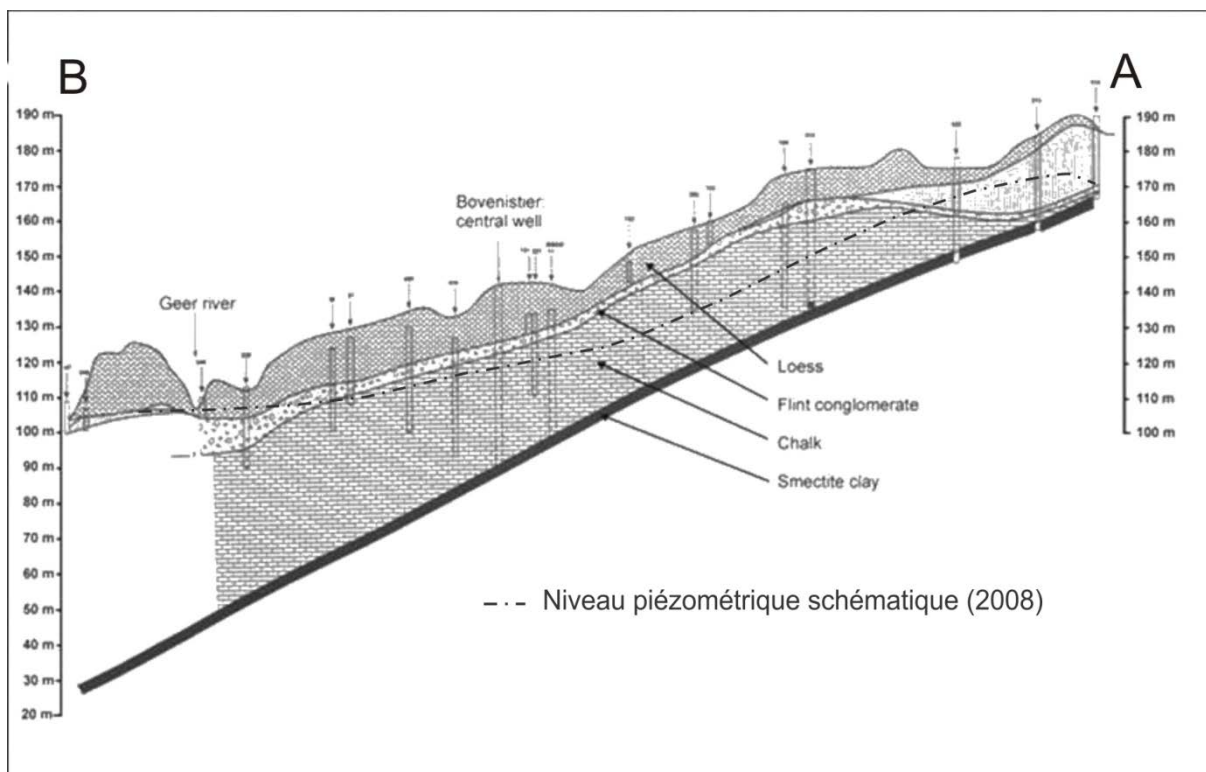 B
A
190 m
180 m
170 m
160 m
150 m
140 m
130 m
120 m
110 m
100 m
90 m
80 m
70 m
60 m
50 m
40 m
30 m
20 m
Geer river
Bovenistier:
central well
190 m
180 m
170 m
160 m
150 m
140 m
130 m
120 m
110 m
100 m
Loess
Flint conglomerate
Chalk
Smectite clay
Niveau piézométrique schématique (2008)